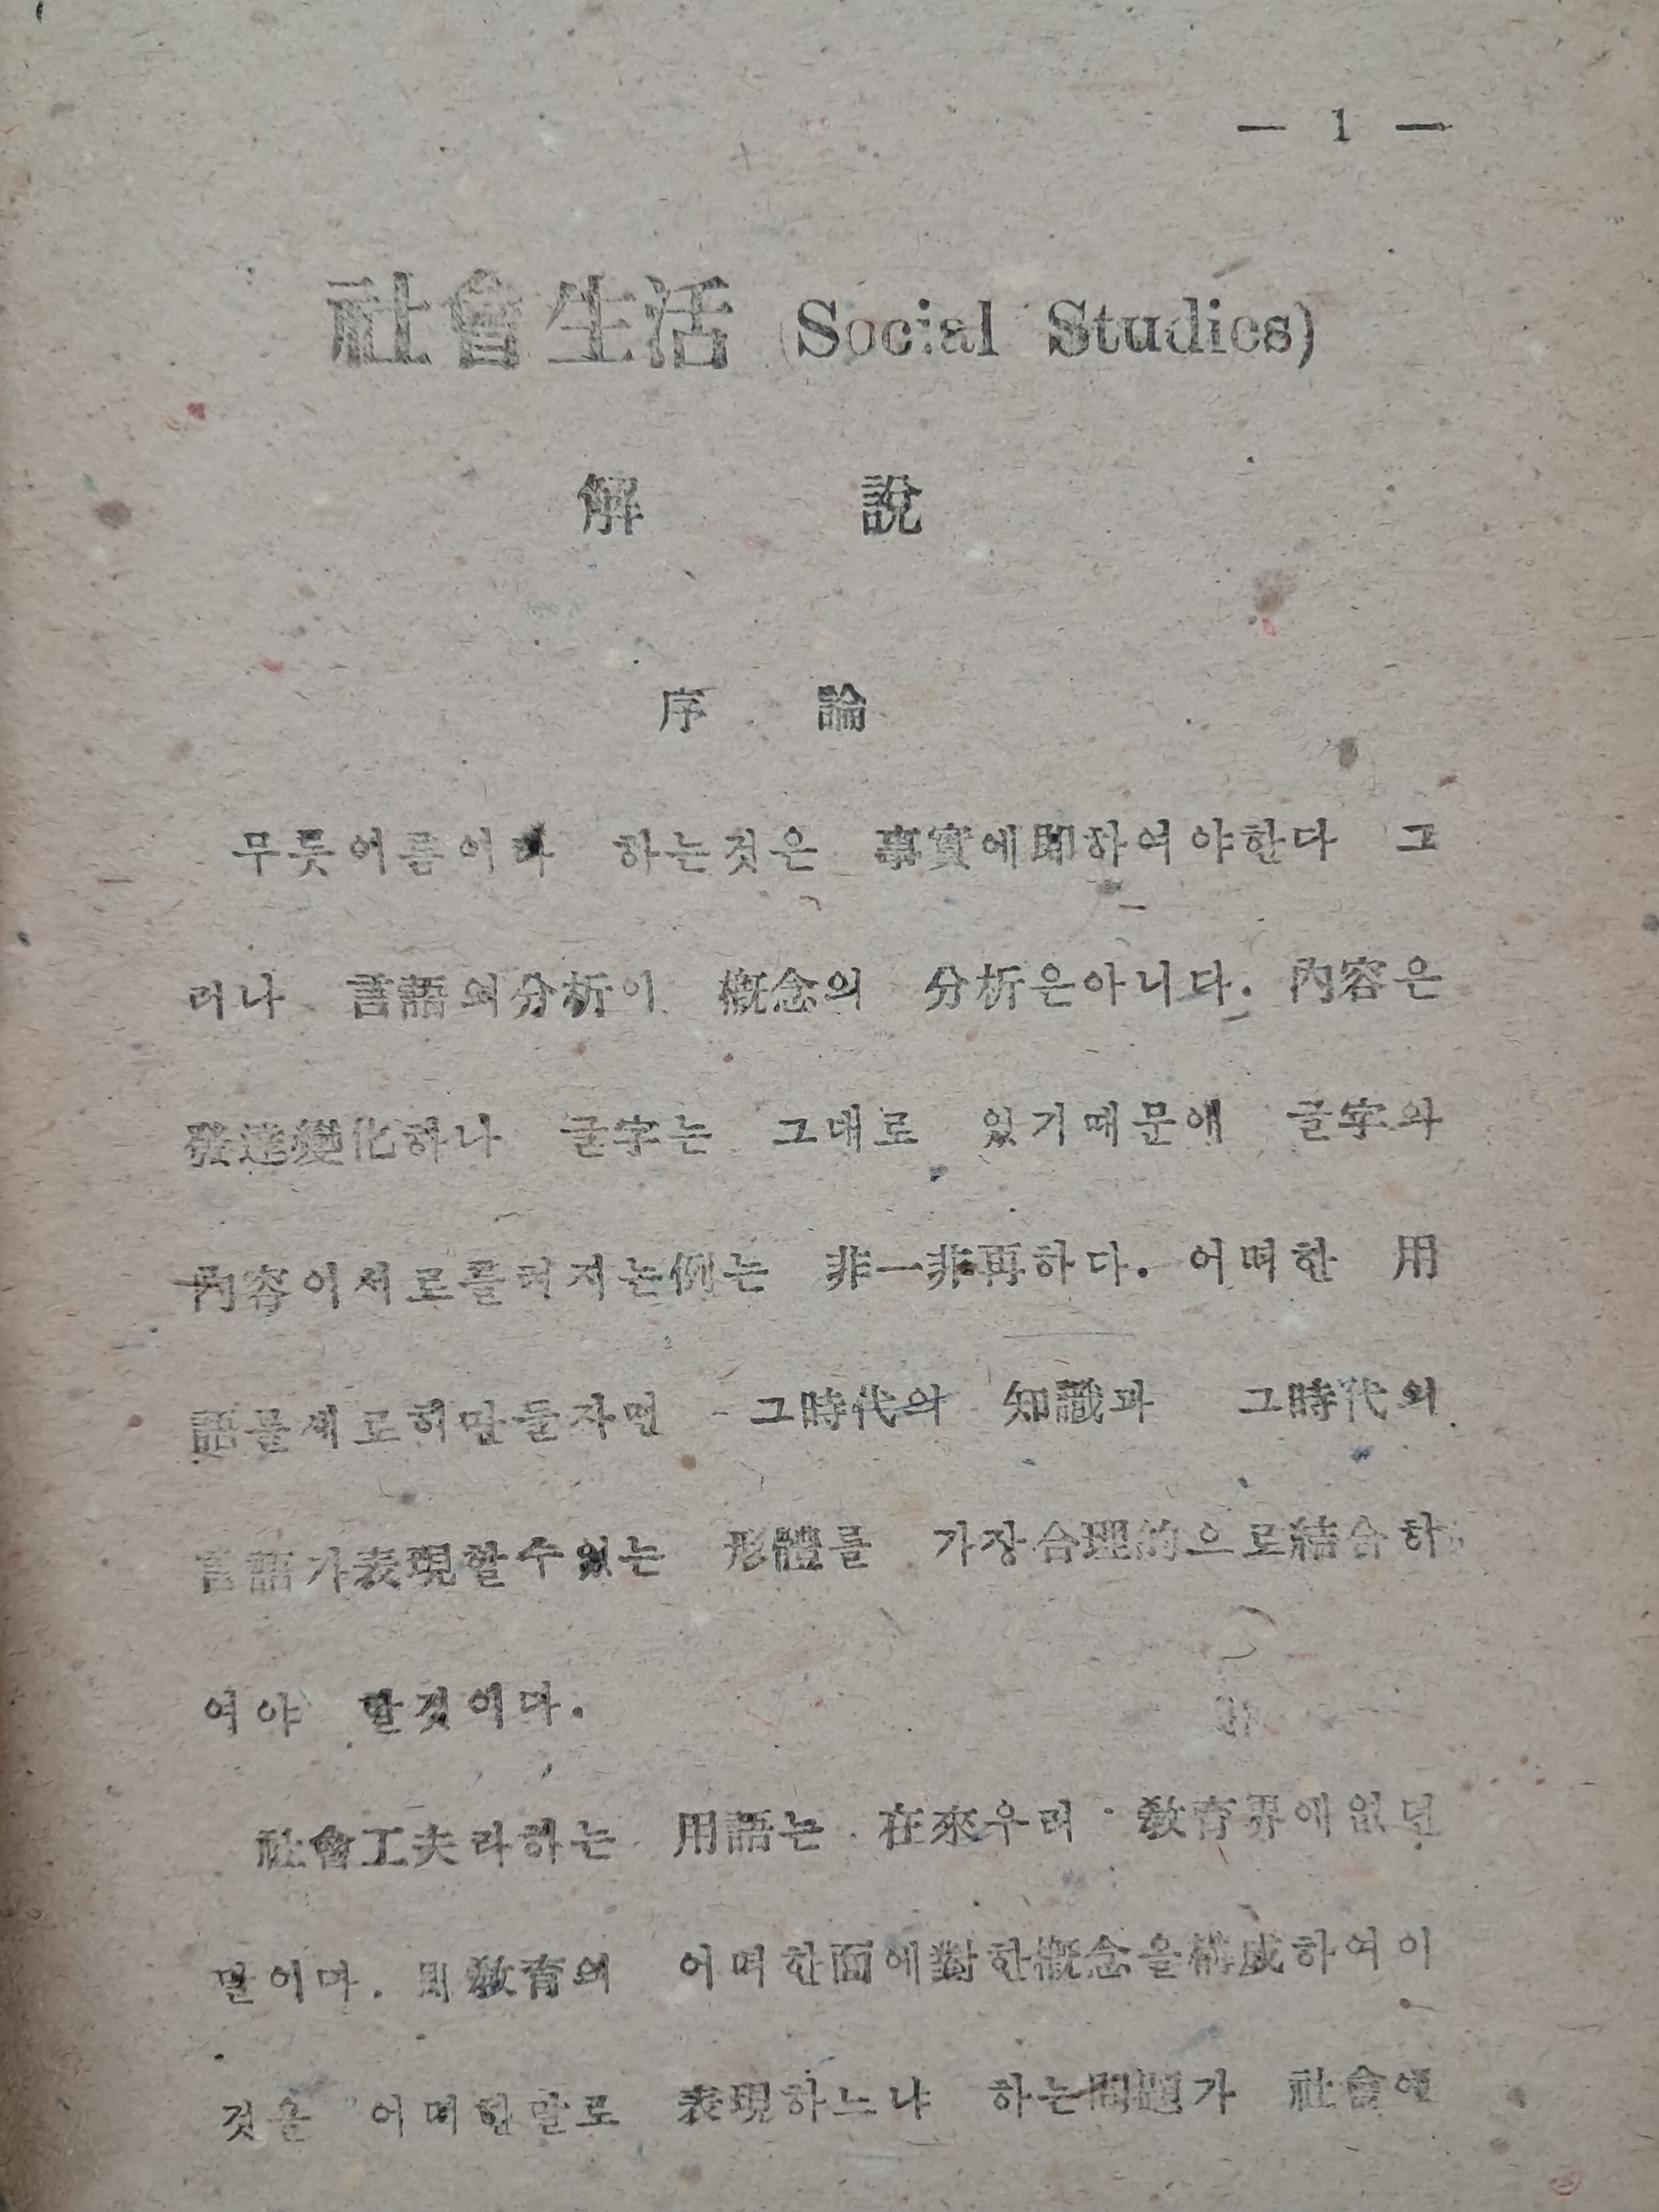 — 1 —
社會生活 (Social Studies)
解 說
序 論
무릇이름이라 하는것은 事實에卽하여야한다 그
러나 言語의分析이 槪念의 分析은아니다. 內容은
發達變化하나 글字는 그대로 있기때문에 글字와
內容이서로틀려지는例는 非一非再하다. 어떠한 用
語를새로히만들자면 그時代의 知識과 그時代의
言語가表現할수있는 形體를 가장合理的으로結合하
여야 할것이다.
社會工夫라하는 用語는 在來우리 敎育界에없던
말이다. 則敎育의 어떠한面에對한槪念을構成하여이
것은 어떠한말로 表現하느냐 하는問題가 社會에